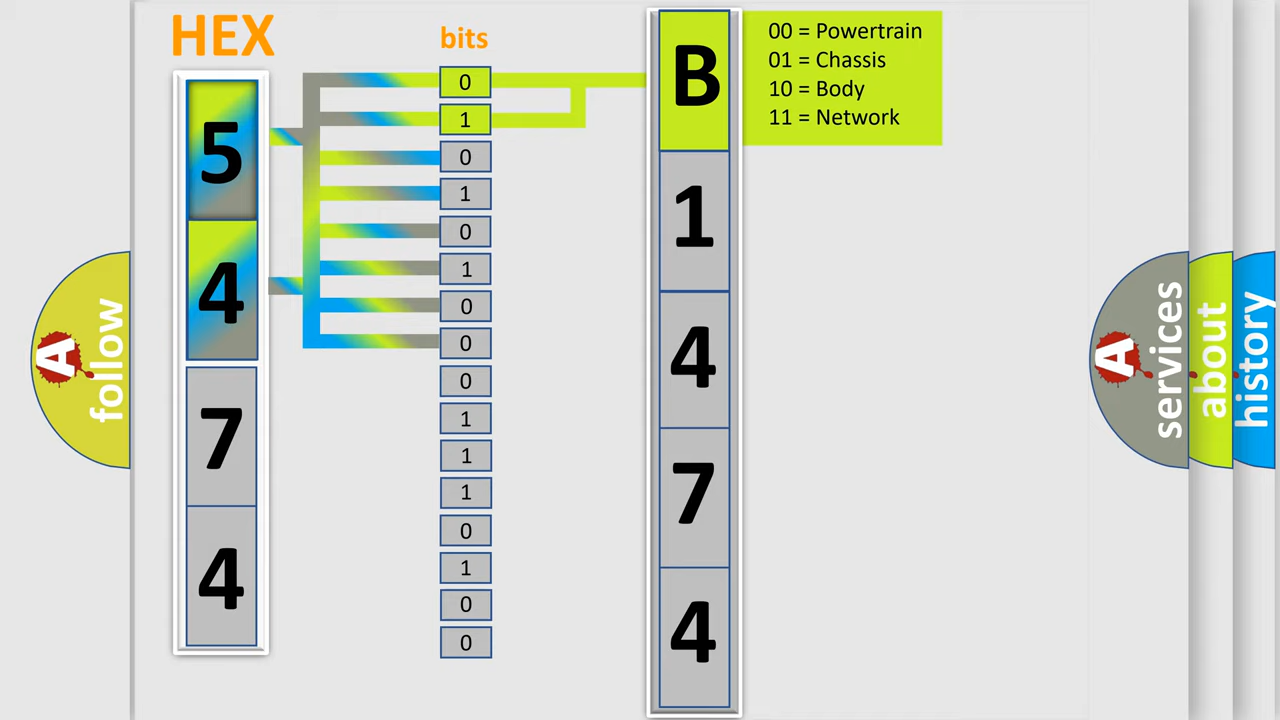 HEX
bits
5
4
7
4
0
1
0
1
0
1
0
0
0
1
1
1
0
1
0
0
B
1
4
7
4
00 = Powertrain
01 = Chassis
10 = Body
11 = Network
A
follow
A
services
about
history